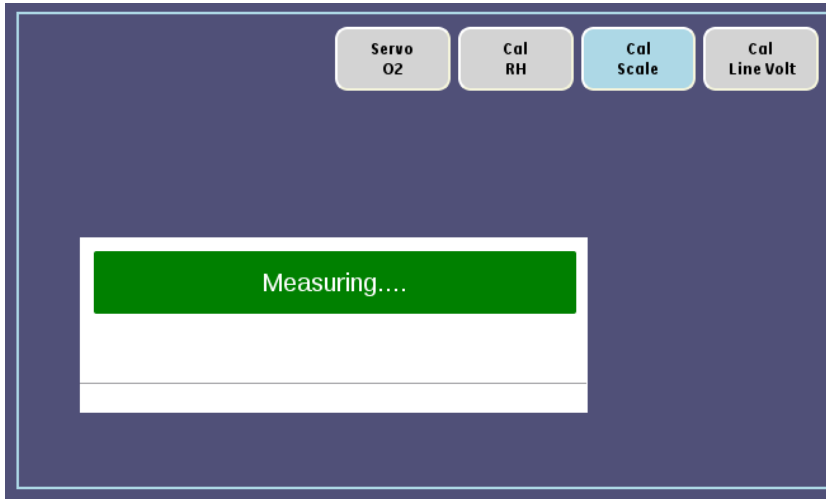 Servo
O2
Cal
RH
Cal
Scale
Cal
Line Volt
Measuring....